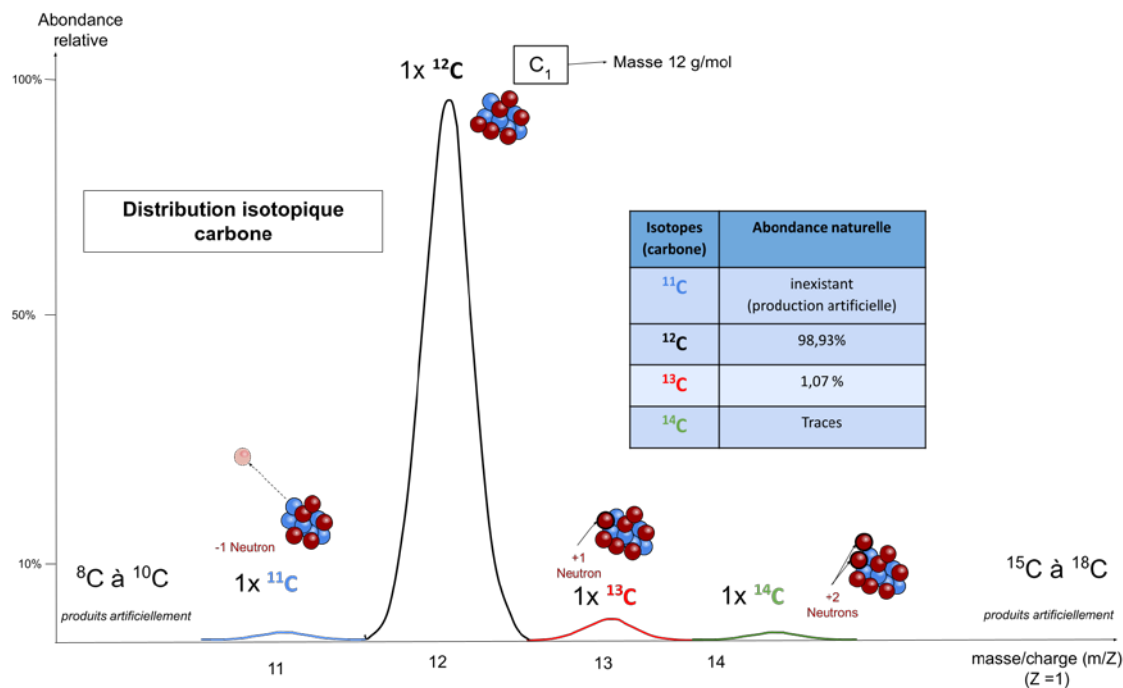 Abondance
relative
100%
50%
10%
1x ¹²C
C₁
Masse 12 g/mol
Distribution isotopique
carbone
Isotopes
(carbone)
Abondance naturelle
¹¹C
inexistant
(production artificielle)
¹²C
98,93%
¹³C
1,07 %
¹⁴C
Traces
-1 Neutron
⁸C à ¹⁰C
produits artificiellement
1x ¹¹C
+1
Neutron
1x ¹³C
1x ¹⁴C
+2
Neutrons
¹⁵C à ¹⁸C
produits artificiellement
11
12
13
14
masse/charge (m/Z)
(Z =1)